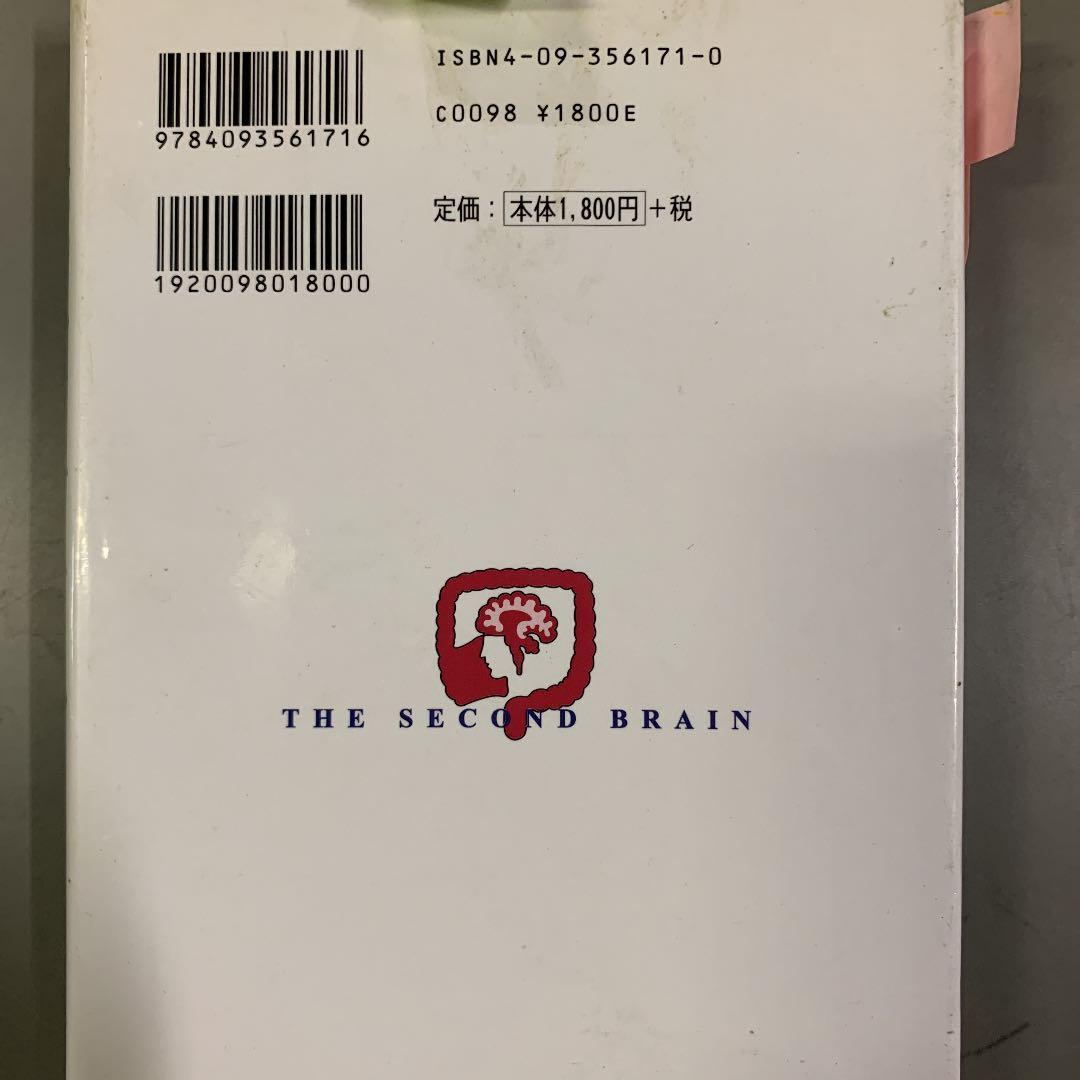 ISBN4-09-356171-0
9784093561716
C0098 ¥1800E
定価：本体1,800円+税
1920098018000
THE SECOND BRAIN